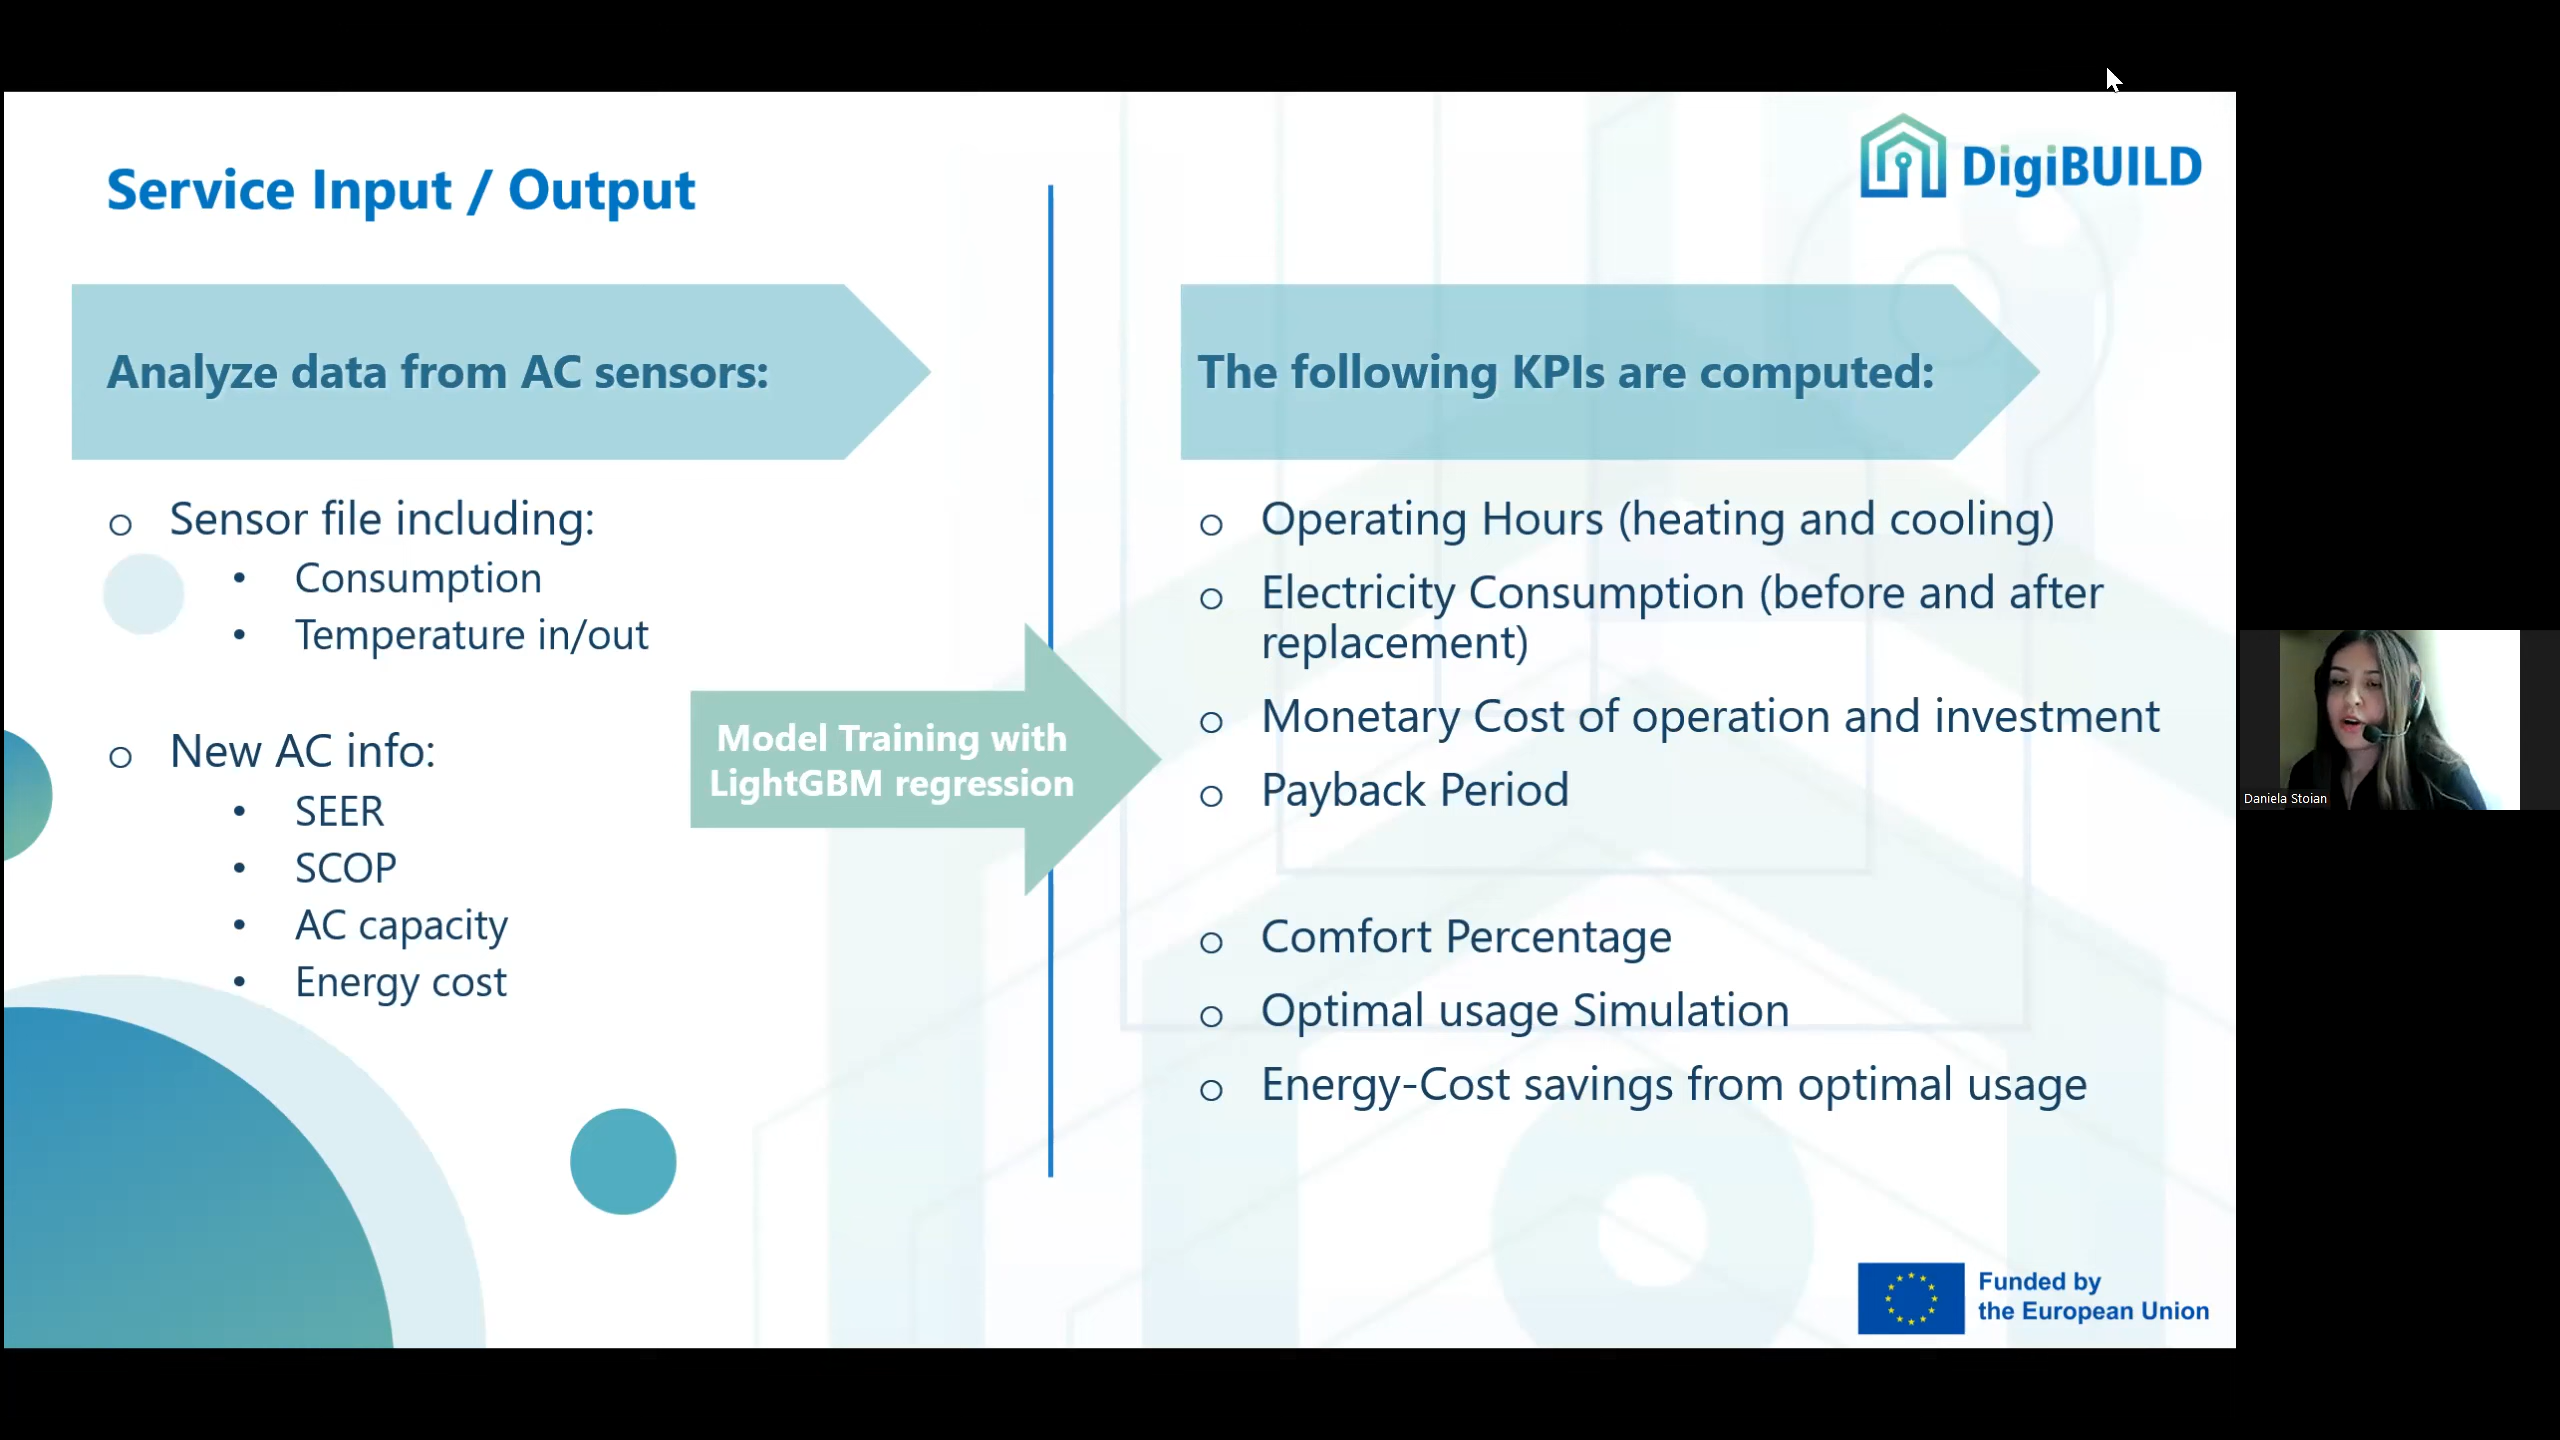 Service Input / Output
DigiBUILD
Analyze data from AC sensors:
o Sensor file including:
• Consumption
• Temperature in/out
o New AC info:
• SEER
• SCOP
• AC capacity
• Energy cost
Model Training with
LightGBM regression
The following KPIs are computed:
o Operating Hours (heating and cooling)
o Electricity Consumption (before and after
replacement)
o Monetary Cost of operation and investment
o Payback Period
o Comfort Percentage
o Optimal usage Simulation
o Energy-Cost savings from optimal usage
Funded by
the European Union
Daniela Stoian